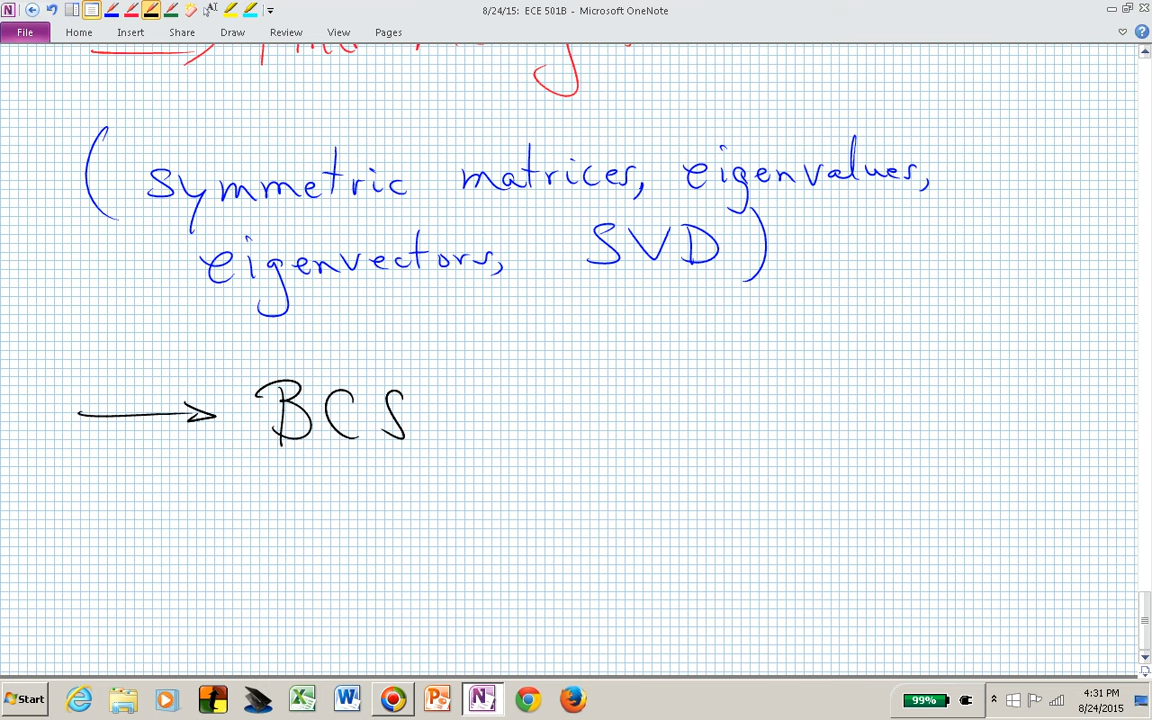 8/24/15: ECE 501B - Microsoft OneNote
File Home Insert Share Draw Review View Pages
( symmetric matrices, eigenvalues,
eigenvectors, SVD )
→ BCS
Start
99%
4:31 PM
8/24/2015